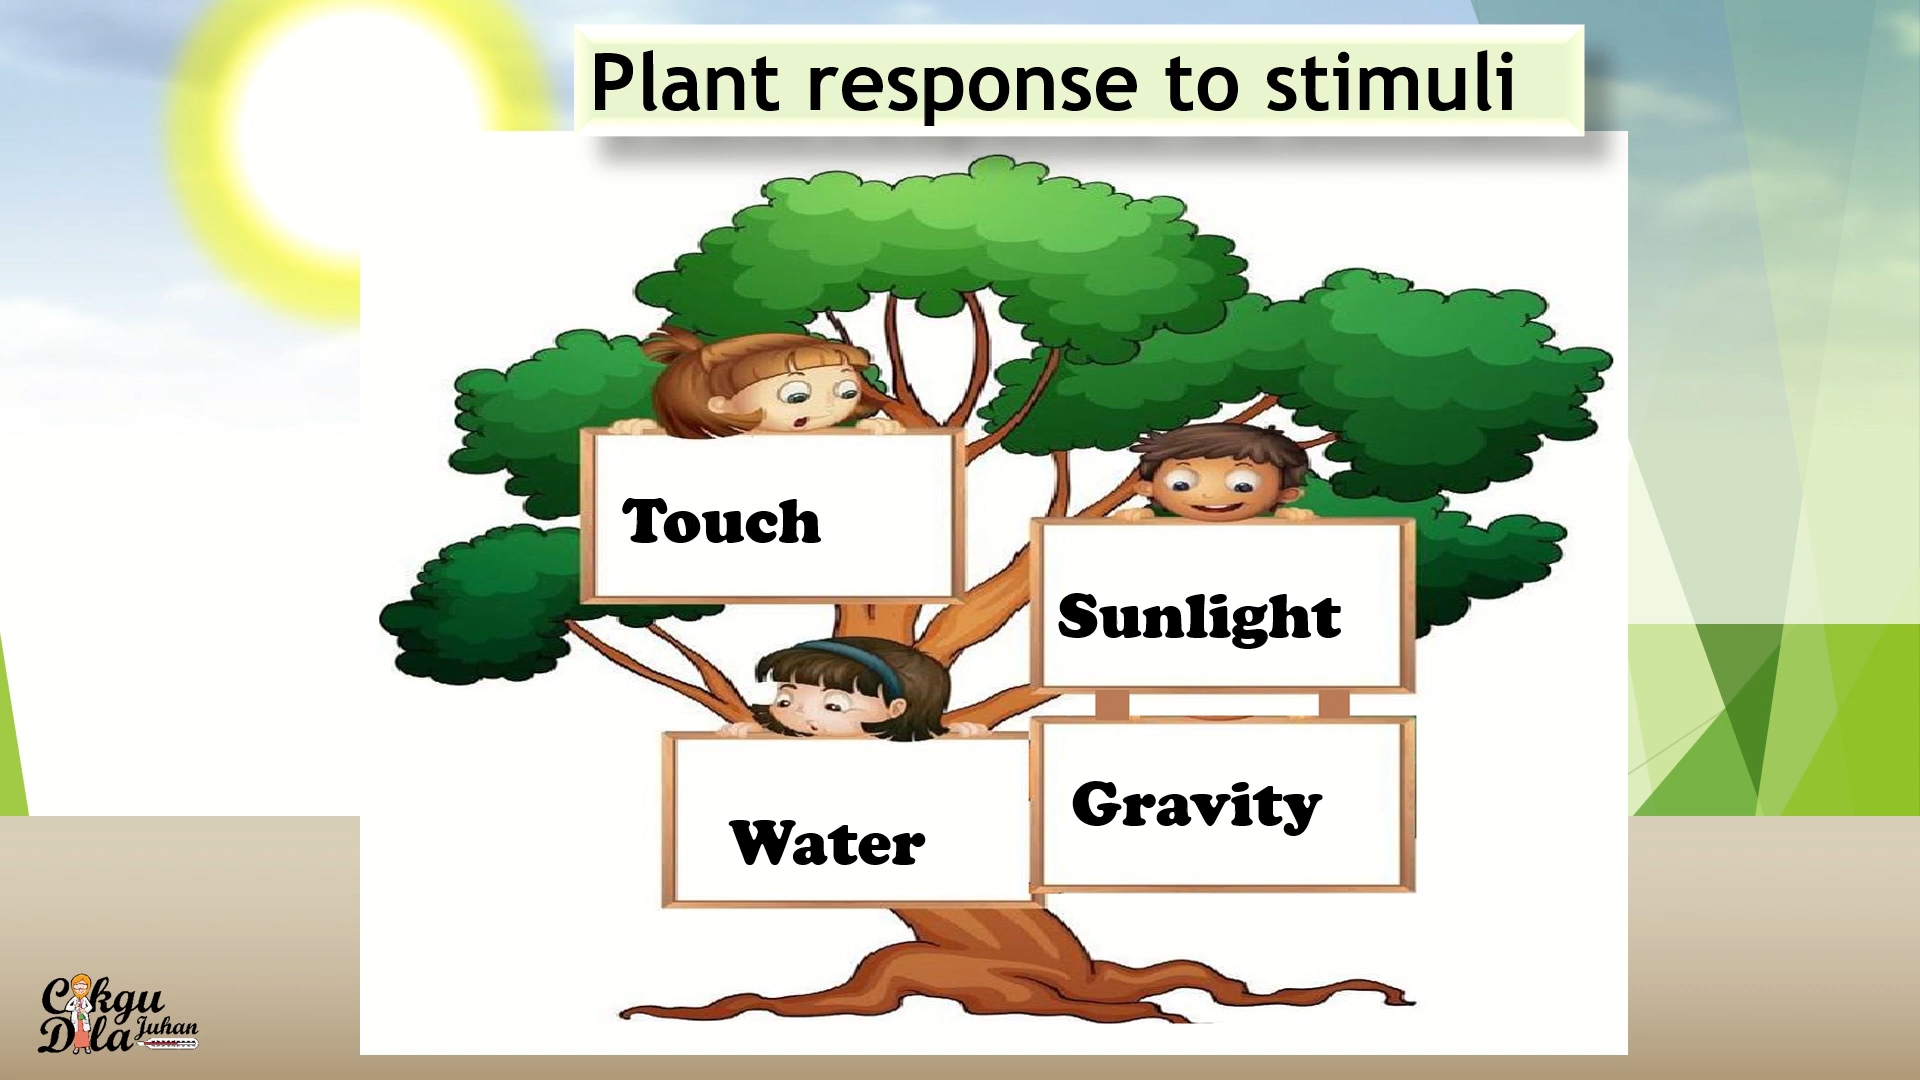 Plant response to stimuli
Touch
Sunlight
Water
Gravity
Cikgu
Dila Juhan